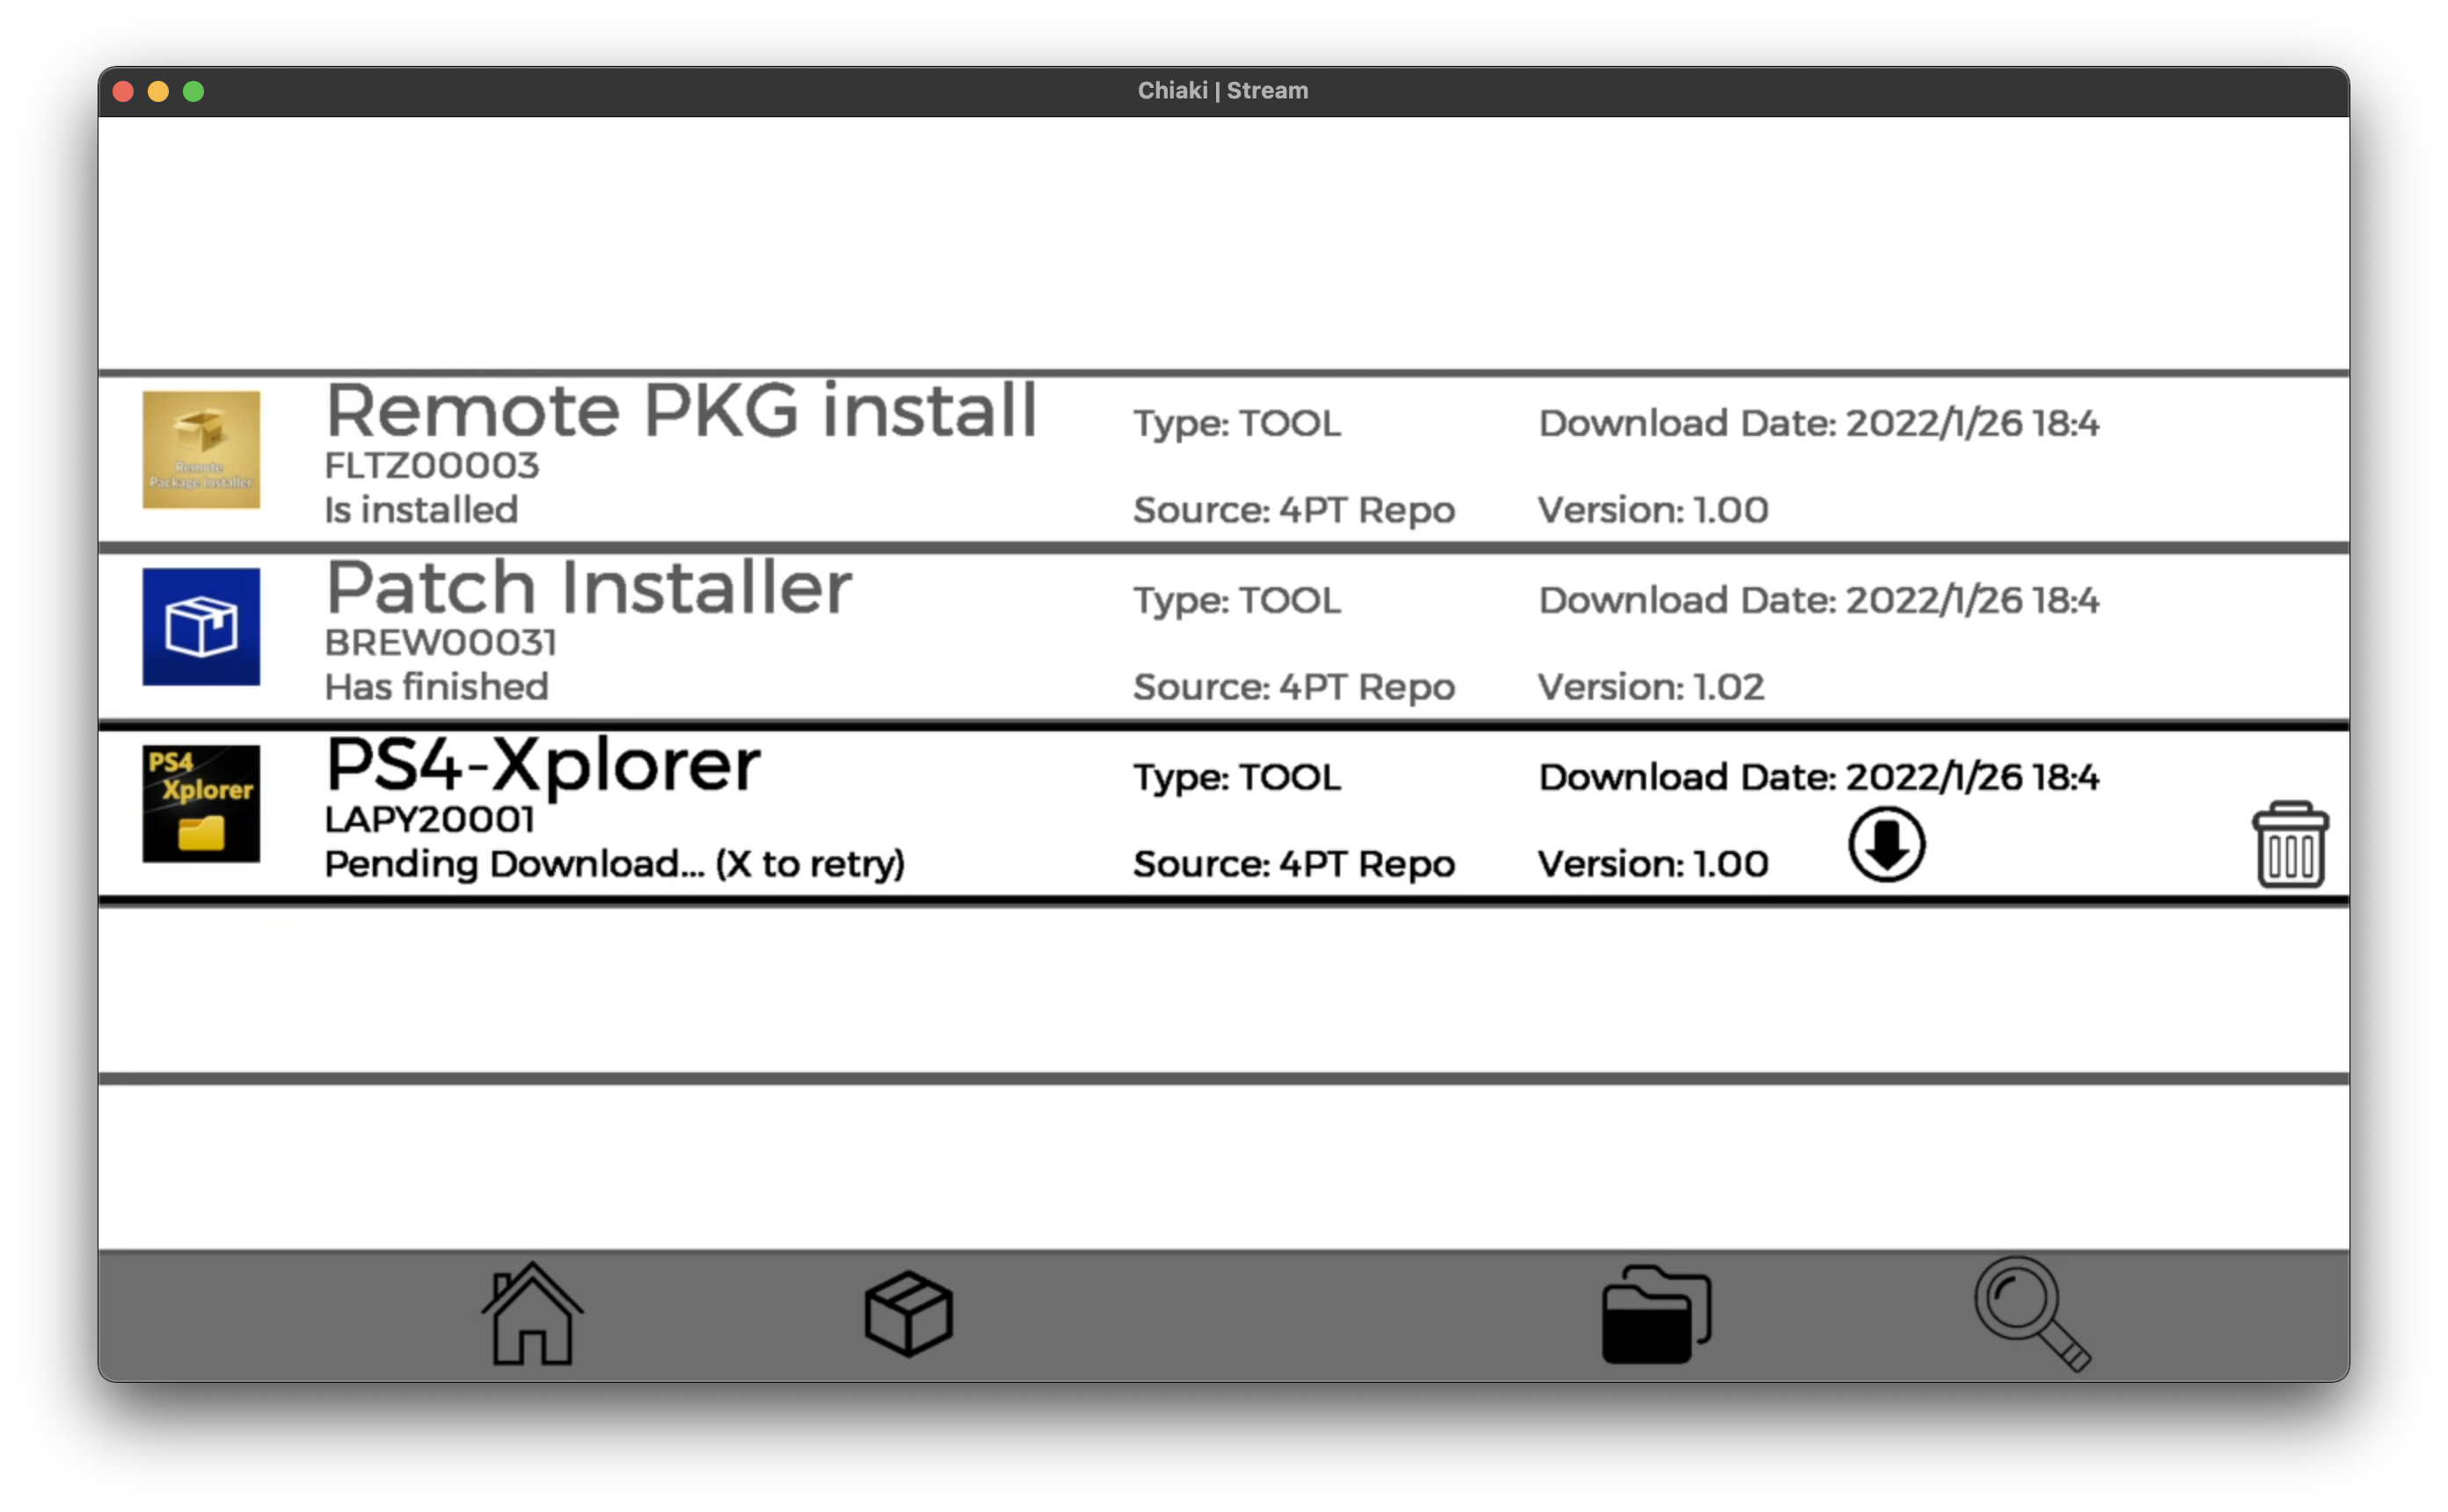 Chiaki | Stream
Remote
Package Installer
Remote PKG install
FLTZ00003
Is installed
Type: TOOL
Source: 4PT Repo
Download Date: 2022/1/26 18:4
Version: 1.00
Patch Installer
BREW00031
Has finished
Type: TOOL
Source: 4PT Repo
Download Date: 2022/1/26 18:4
Version: 1.02
PS4
Xplorer
PS4-Xplorer
LAPY20001
Pending Download... (X to retry)
Type: TOOL
Source: 4PT Repo
Download Date: 2022/1/26 18:4
Version: 1.00